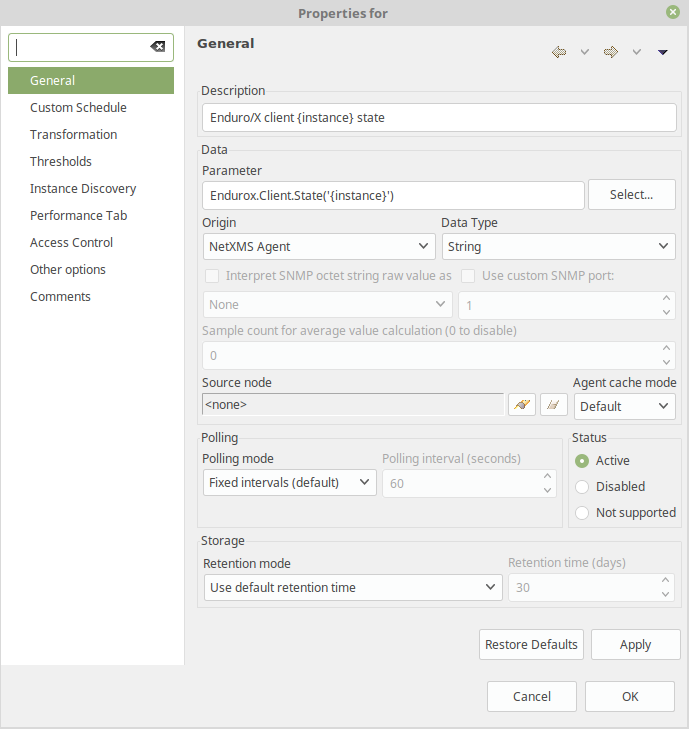 Properties for
General
Custom Schedule
Transformation
Thresholds
Instance Discovery
Performance Tab
Access Control
Other options
Comments
General
Description
Enduro/X client {instance} state
Data
Parameter
Endurox.Client.State('{instance}')
Select...
Origin
Data Type
NetXMS Agent
String
Interpret SNMP octet string raw value as
Use custom SNMP port:
None
1
Sample count for average value calculation (0 to disable)
0
Source node
Agent cache mode
<none>
Default
Polling
Status
Polling mode
Polling interval (seconds)
Active
Fixed intervals (default)
60
Disabled
Not supported
Storage
Retention mode
Retention time (days)
Use default retention time
30
Restore Defaults
Apply
Cancel
OK